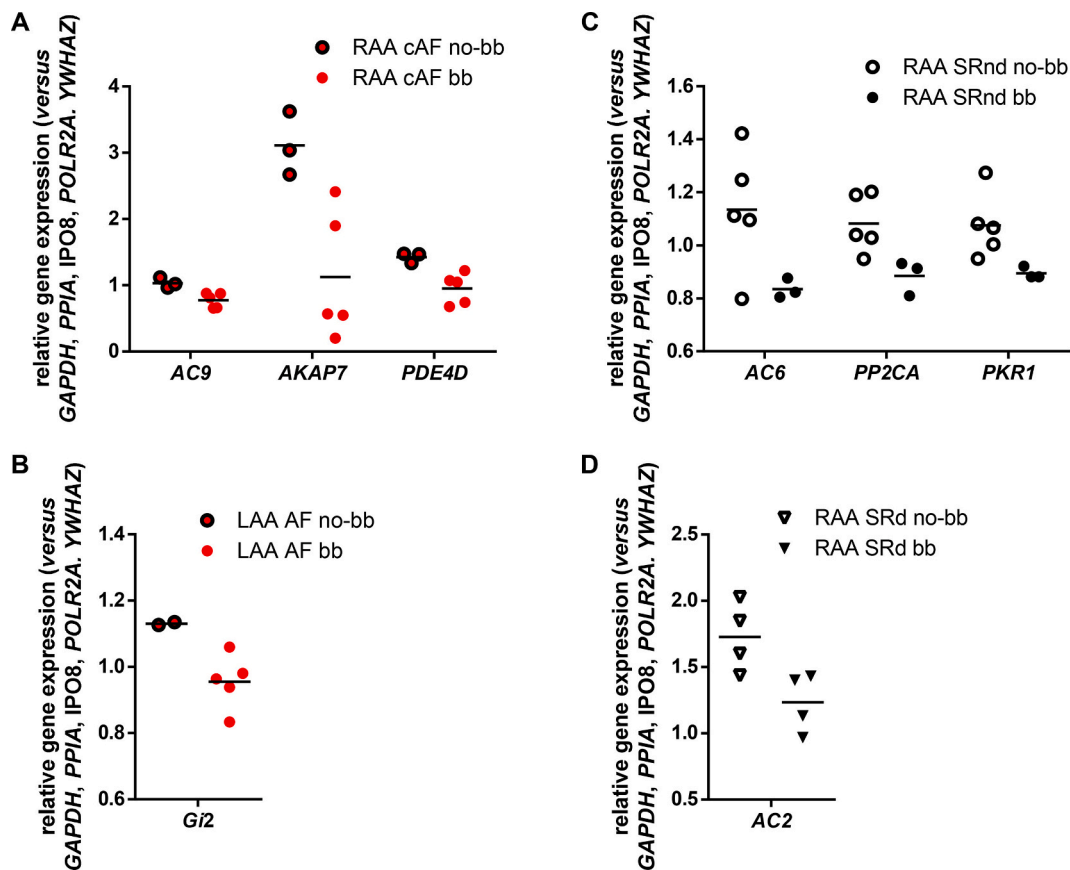 A
RAA cAF no-bb
RAA cAF bb
relative gene expression (versus
GAPDH, PPIA, IPO8, POLR2A. YWHAZ)
4
3
2
1
0
AC9
AKAP7
PDE4D
C
RAA SRnd no-bb
RAA SRnd bb
relative gene expression (versus
GAPDH, PPIA, IPO8, POLR2A. YWHAZ)
1.6
1.4
1.2
1.0
0.8
0.6
AC6
PP2CA
PKR1
B
LAA AF no-bb
LAA AF bb
relative gene expression (versus
GAPDH, PPIA, IPO8, POLR2A. YWHAZ)
1.4
1.2
1.0
0.8
0.6
Gi2
D
RAA SRd no-bb
RAA SRd bb
relative gene expression (versus
GAPDH, PPIA, IPO8, POLR2A. YWHAZ)
2.5
2.0
1.5
1.0
0.5
AC2